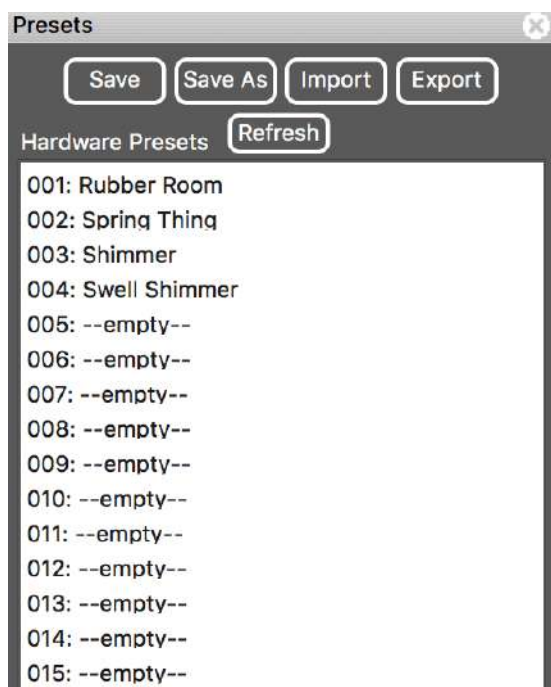 Presets
Save Save As Import Export
Hardware Presets Refresh
001: Rubber Room
002: Spring Thing
003: Shimmer
004: Swell Shimmer
005: --empty--
006: --empty--
007: --empty--
008: --empty--
009: --empty--
010: --empty--
011: --empty--
012: --empty--
013: --empty--
014: --empty--
015: --empty--